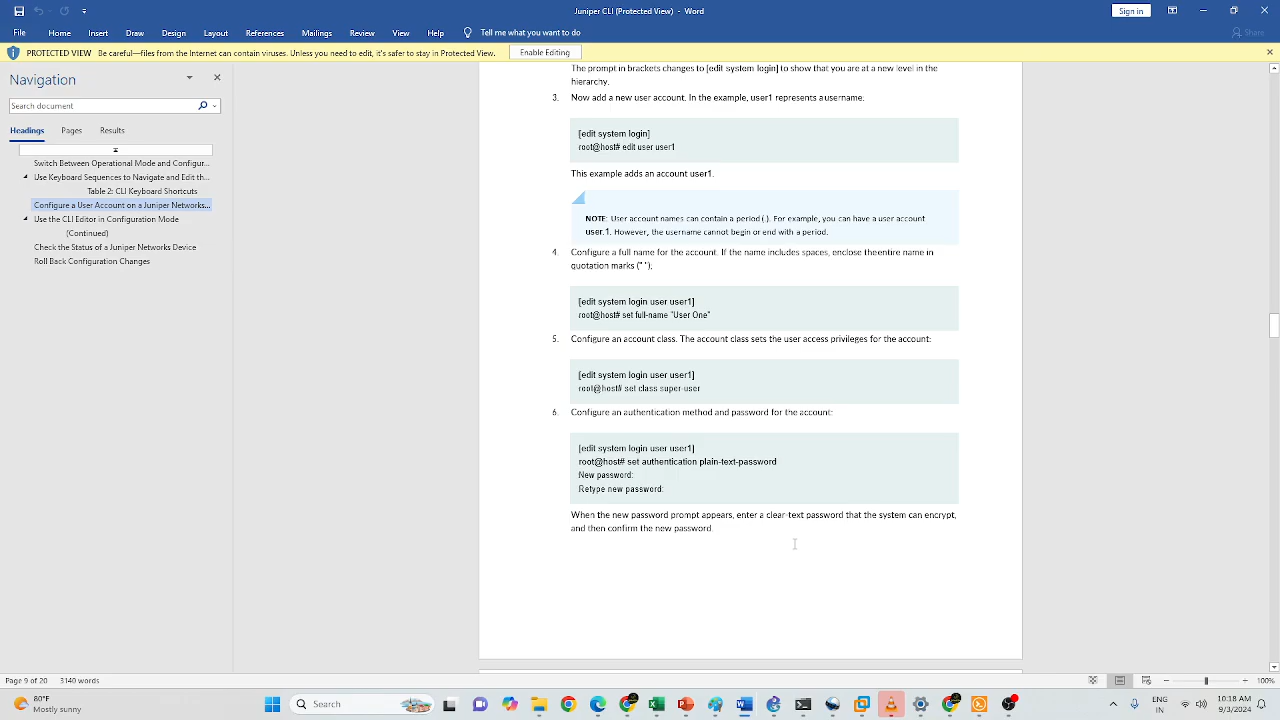 Juniper CLI (Protected View) - Word
Sign in
File Home Insert Draw Design Layout References Mailings Review View Help Tell me what you want to do Share
PROTECTED VIEW Be careful—files from the Internet can contain viruses. Unless you need to edit, it's safer to stay in Protected View. Enable Editing
Navigation
Search document
Headings Pages Results
Switch Between Operational Mode and Configur...
Use Keyboard Sequences to Navigate and Edit th...
Table 2: CLI Keyboard Shortcuts
Configure a User Account on a Juniper Networks...
Use the CLI Editor in Configuration Mode
(Continued)
Check the Status of a Juniper Networks Device
Roll Back Configuration Changes
The prompt in brackets changes to [edit system login] to show that you are at a new level in the
hierarchy.
3. Now add a new user account. In the example, user1 represents a username:
[edit system login]
root@host# edit user user1
This example adds an account user1.
NOTE: User account names can contain a period (.). For example, you can have a user account
user.1. However, the username cannot begin or end with a period.
4. Configure a full name for the account. If the name includes spaces, enclose the entire name in
quotation marks (" "):
[edit system login user user1]
root@host# set full-name "User One"
5. Configure an account class. The account class sets the user access privileges for the account:
[edit system login user user1]
root@host# set class super-user
6. Configure an authentication method and password for the account:
[edit system login user user1]
root@host# set authentication plain-text-password
New password:
Retype new password:
When the new password prompt appears, enter a clear-text password that the system can encrypt,
and then confirm the new password.
Page 9 of 20 3140 words
100%
80°F
Mostly sunny
Search
ENG
IN
10:18 AM
9/3/2024